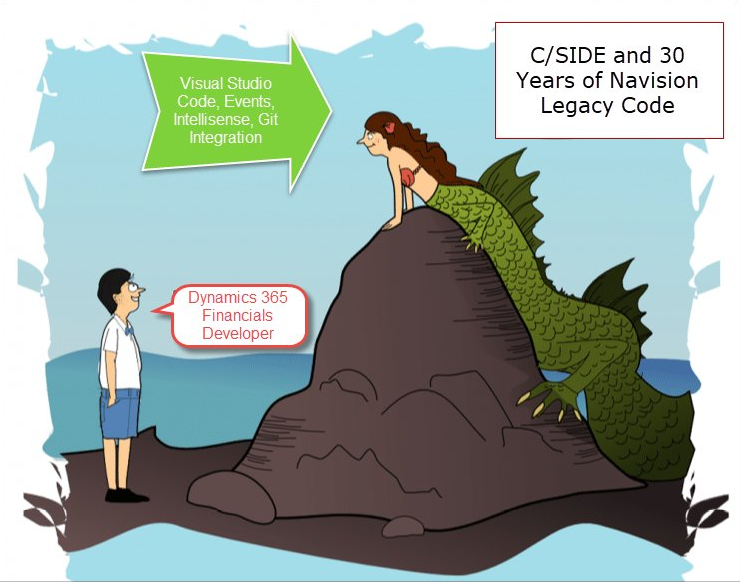 Visual Studio
Code, Events,
Intellisense, Git
Integration
C/SIDE and 30
Years of Navision
Legacy Code
Dynamics 365
Financials
Developer